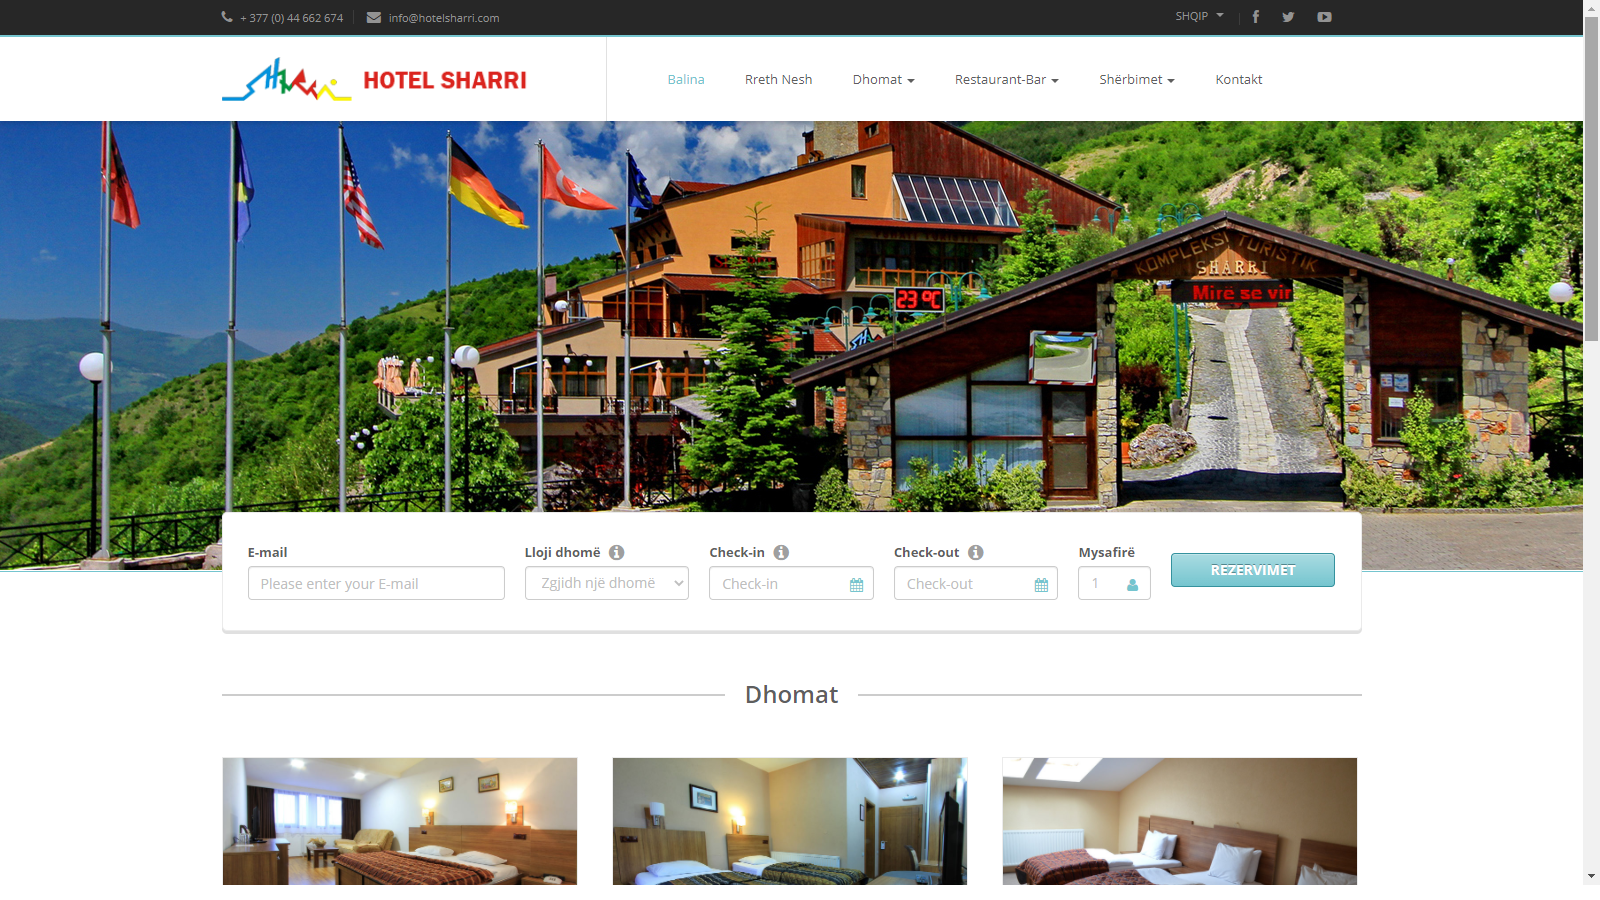 + 377 (0) 44 662 674
info@hotelsharri.com
SHQIP
HOTEL SHARRI
Balina
Rreth Nesh
Dhomat
Restaurant-Bar
Shërbimet
Kontakt
KOMPLEKSI TURISTIK
SHARRI
Mirë se vir
23 °C
E-mail
Lloji dhomë
Check-in
Check-out
Mysafirë
Please enter your E-mail
Zgjidh një dhomë
Check-in
Check-out
1
REZERVIMET
Dhomat